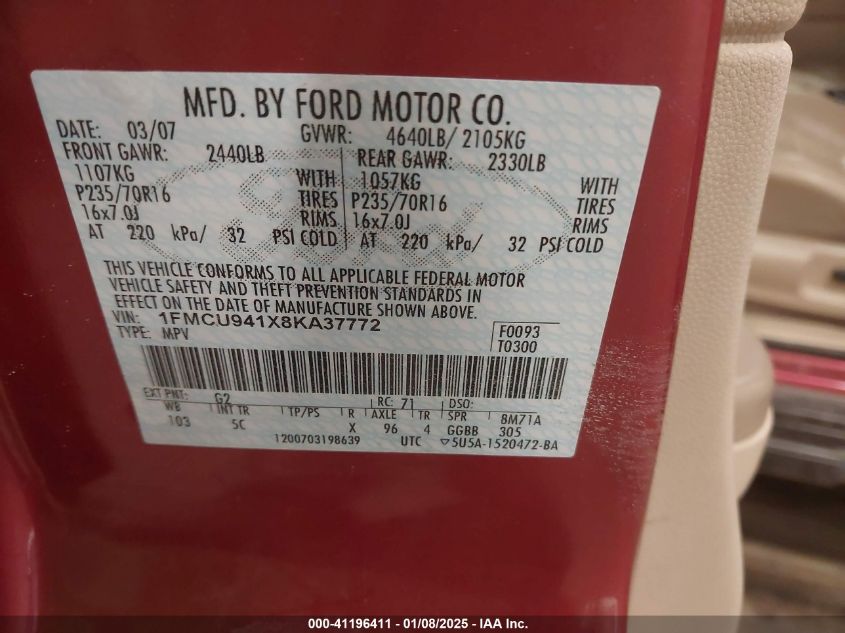 MFD. BY FORD MOTOR CO.
DATE: 03/07 GVWR: 4640LB/ 2105KG
FRONT GAWR: 2440LB REAR GAWR: 2330LB
1107KG WITH 1057KG WITH
P235/70R16 TIRES P235/70R16 TIRES
16x7.0J RIMS 16x7.0J RIMS
AT 220 kPa/ 32 PSI COLD AT 220 kPa/ 32 PSI COLD
THIS VEHICLE CONFORMS TO ALL APPLICABLE FEDERAL MOTOR
VEHICLE SAFETY AND THEFT PREVENTION STANDARDS IN
EFFECT ON THE DATE OF MANUFACTURE SHOWN ABOVE.
VIN: 1FMCU941X8KA37772
TYPE: MPV
F0093
T0300
EXT PNT: G2 RC: 71 DSO:
WB INT TR TP/PS R AXLE TR SPR 8M71A
103 5C X 96 4 GGBB 305
1200703198639 UTC ▽5U5A-1520472-BA
000-41196411 - 01/08/2025 - IAA Inc.